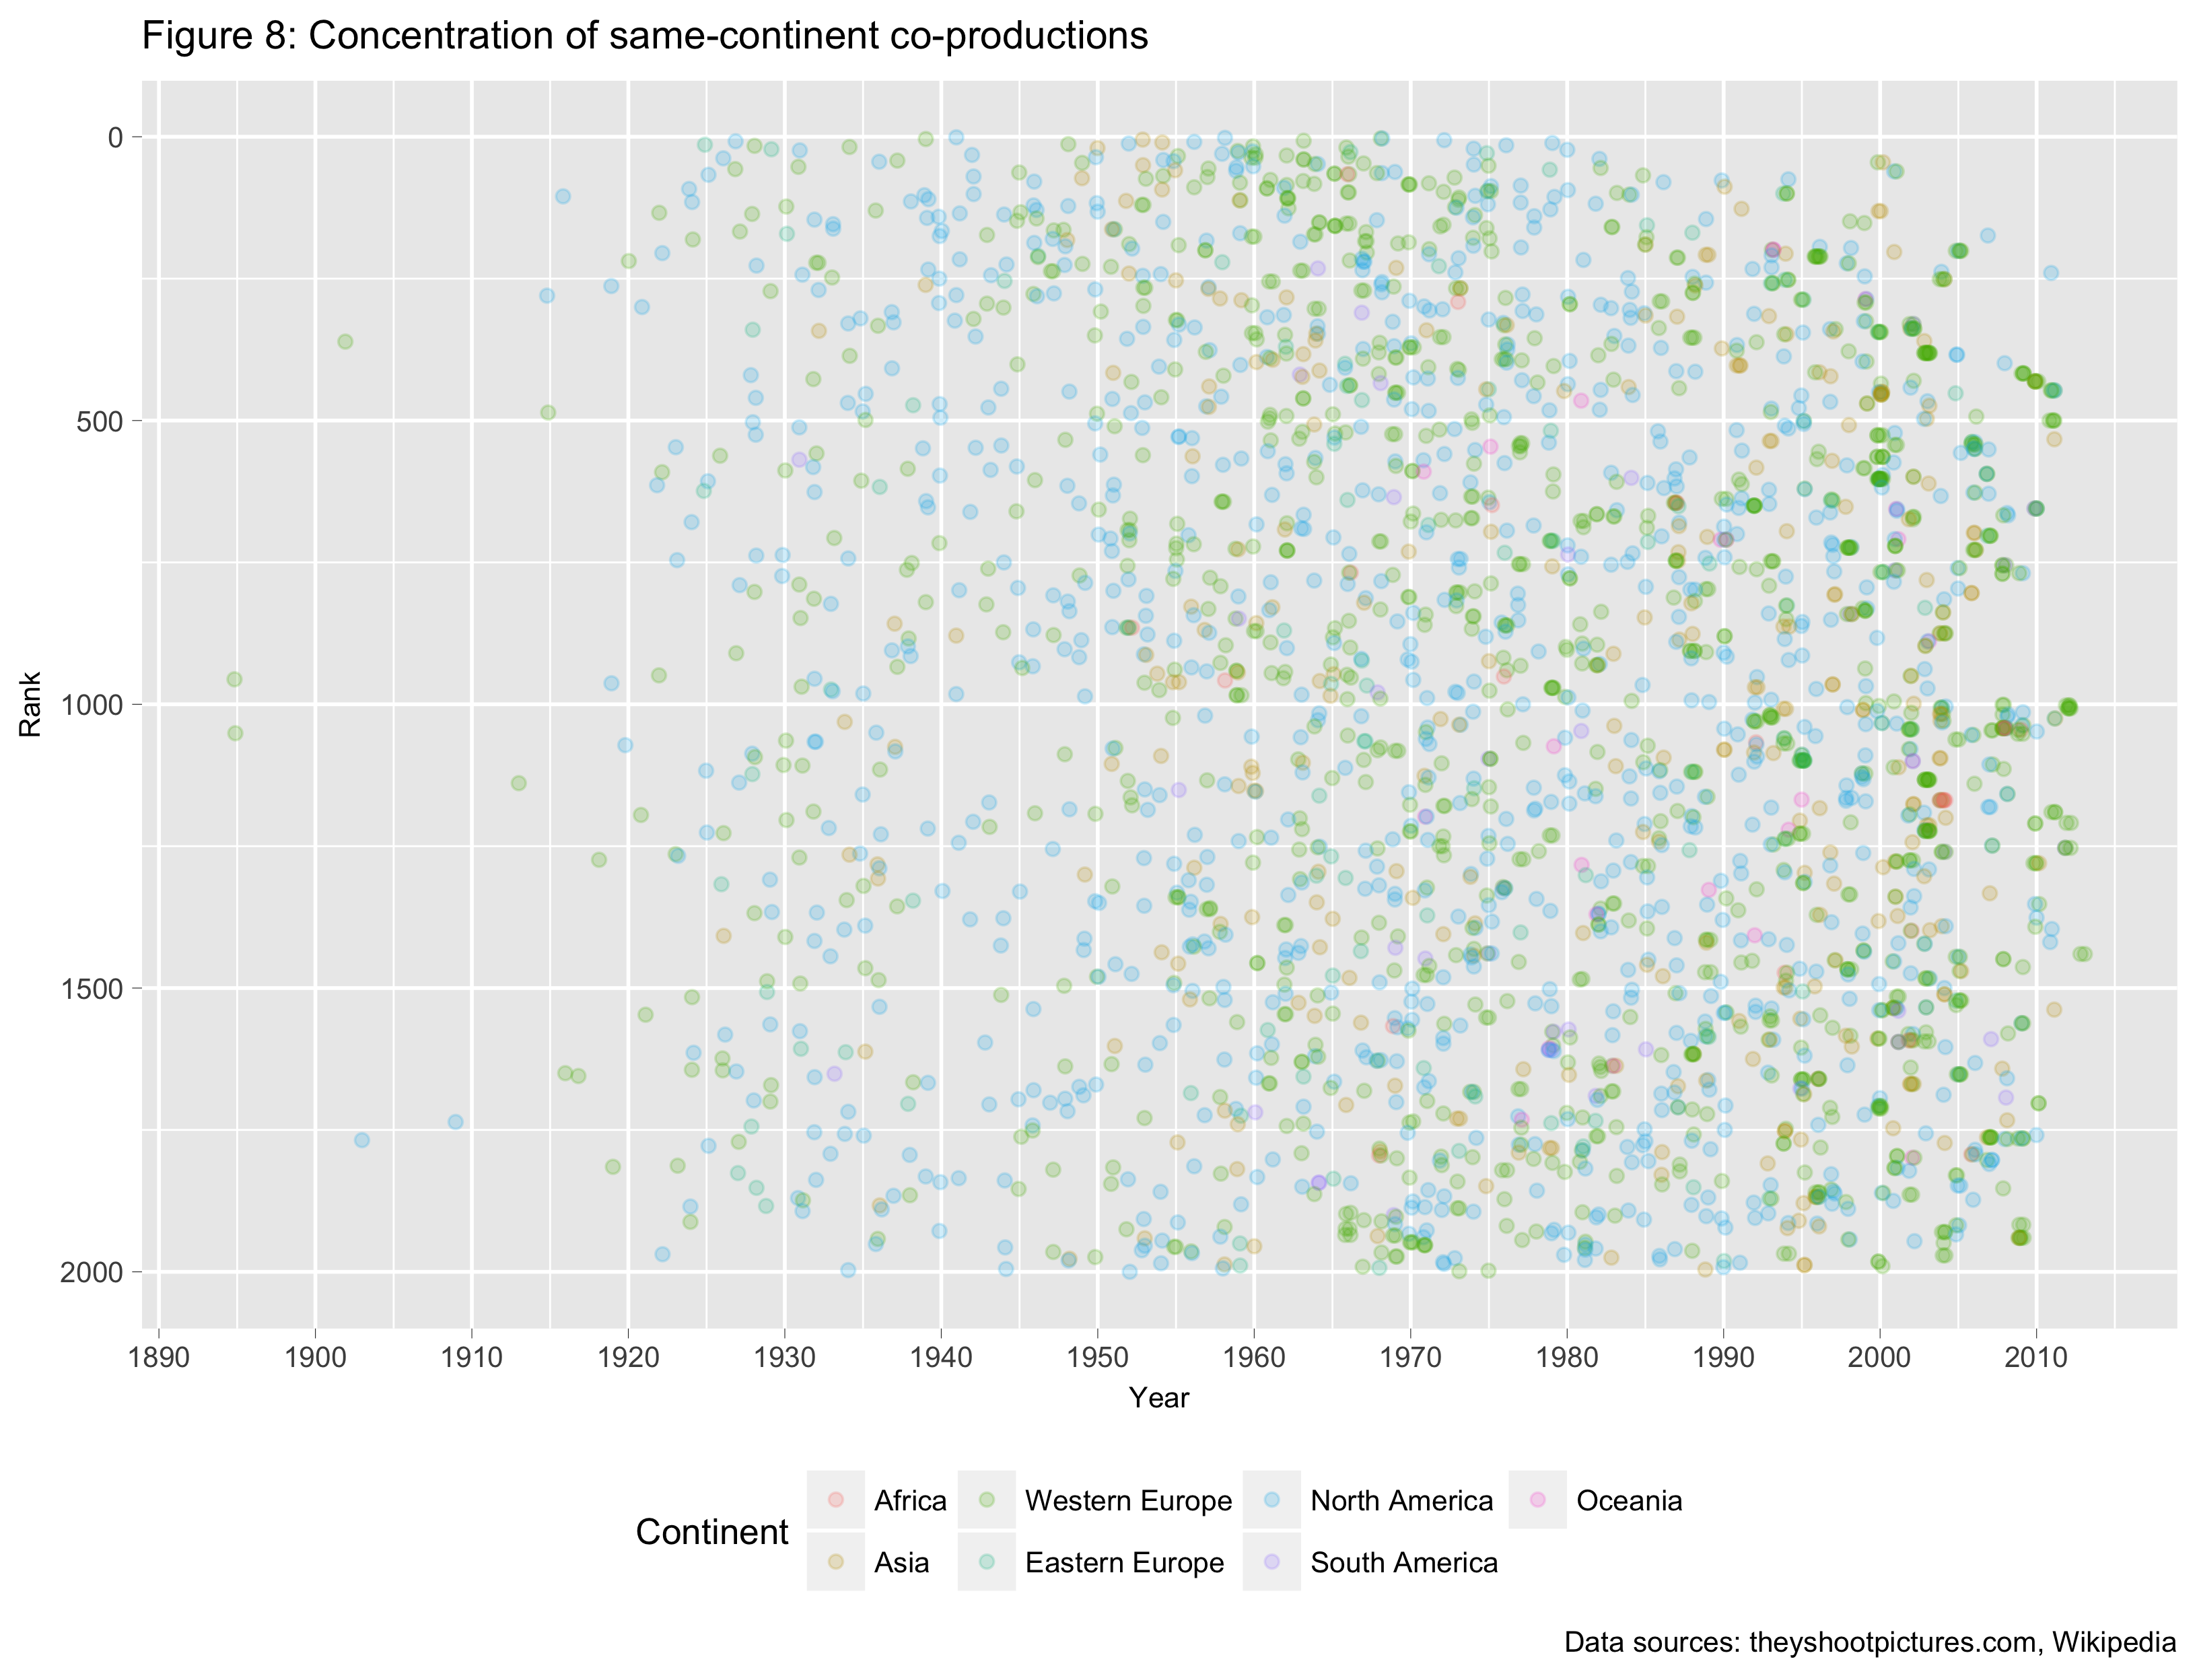 Figure 8: Concentration of same-continent co-productions
0
500
1000
1500
2000
Rank
1890 1900 1910 1920 1930 1940 1950 1960 1970 1980 1990 2000 2010
Year
Continent
Africa Western Europe North America Oceania
Asia Eastern Europe South America
Data sources: theyshootpictures.com, Wikipedia